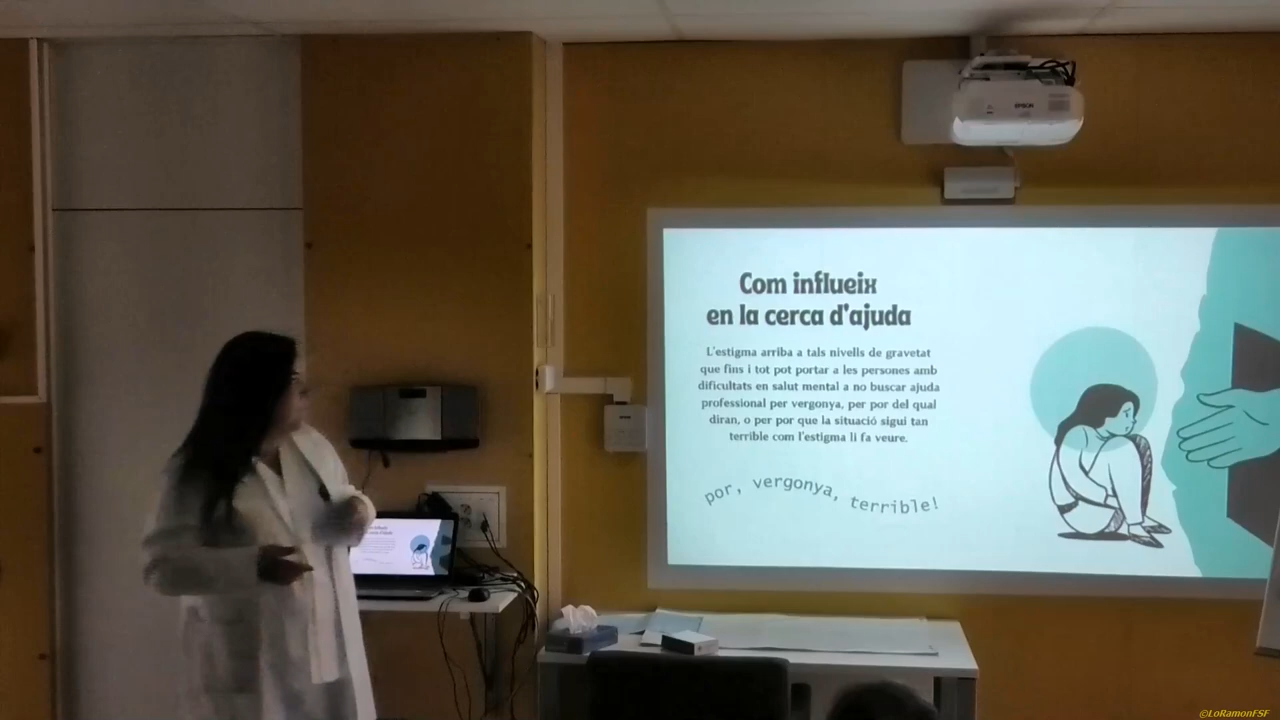 EPSON
Com influeix
en la cerca d'ajuda
L'estigma arriba a tals nivells de gravetat
que fins i tot pot portar a les persones amb
dificultats en salut mental a no buscar ajuda
professional per vergonya, per por del qual
diran, o per por que la situació sigui tan
terrible com l'estigma li fa veure.
por, vergonya, terrible!
©LoRamonFSF